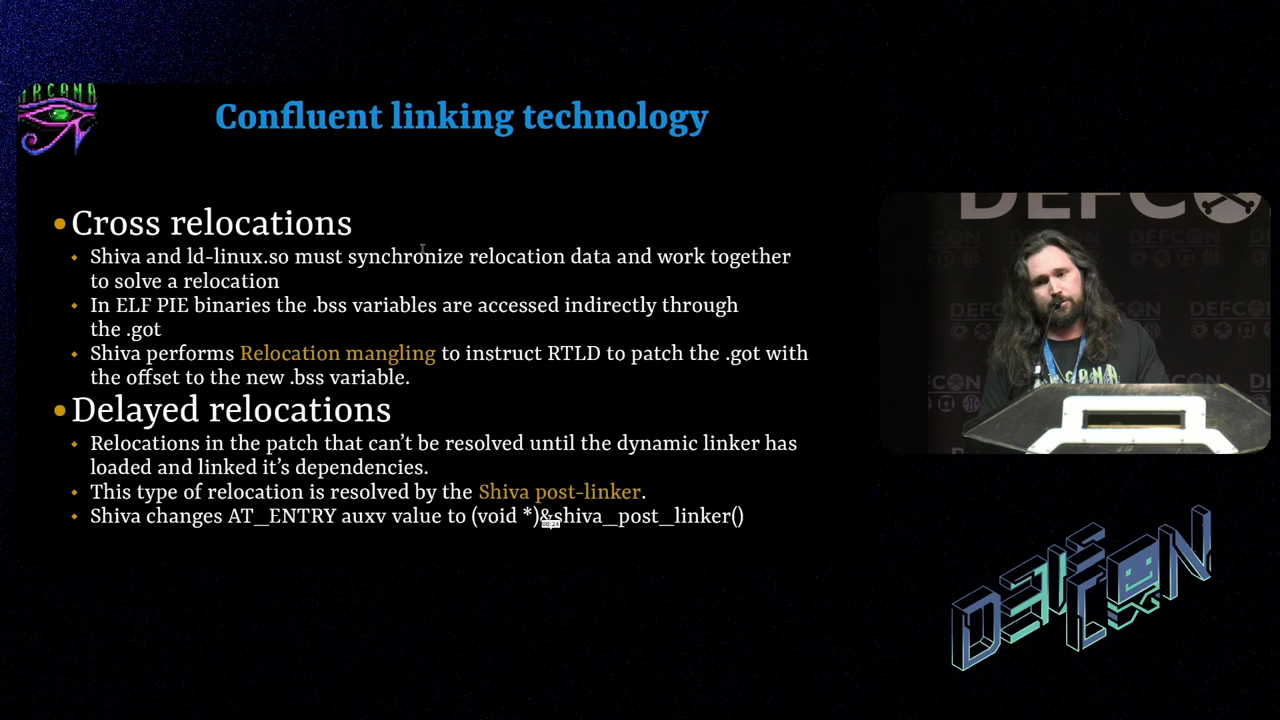 ARCANA
Confluent linking technology
Cross relocations
Shiva and ld-linux.so must synchronize relocation data and work together
to solve a relocation
In ELF PIE binaries the .bss variables are accessed indirectly through
the .got
Shiva performs Relocation mangling to instruct RTLD to patch the .got with
the offset to the new .bss variable.
Delayed relocations
Relocations in the patch that can't be resolved until the dynamic linker has
loaded and linked it's dependencies.
This type of relocation is resolved by the Shiva post-linker.
Shiva changes AT_ENTRY auxv value to (void *)&shiva_post_linker()
DEFCON
DEFCON
DEFCON
DEFCON
ARCANA
DEFCON